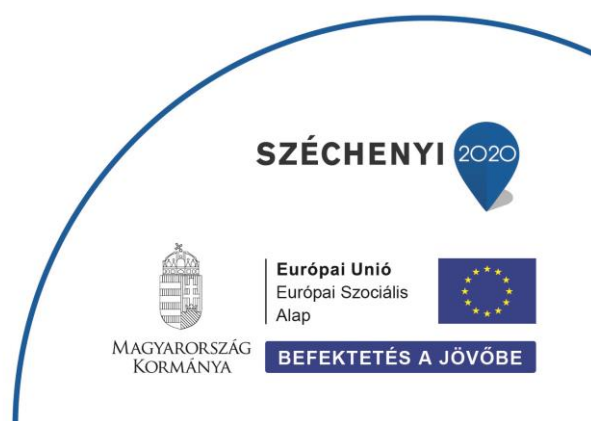 SZÉCHENYI 2020
Európai Unió
Európai Szociális
Alap
MAGYARORSZÁG
KORMÁNYA
BEFEKTETÉS A JÖVŐBE